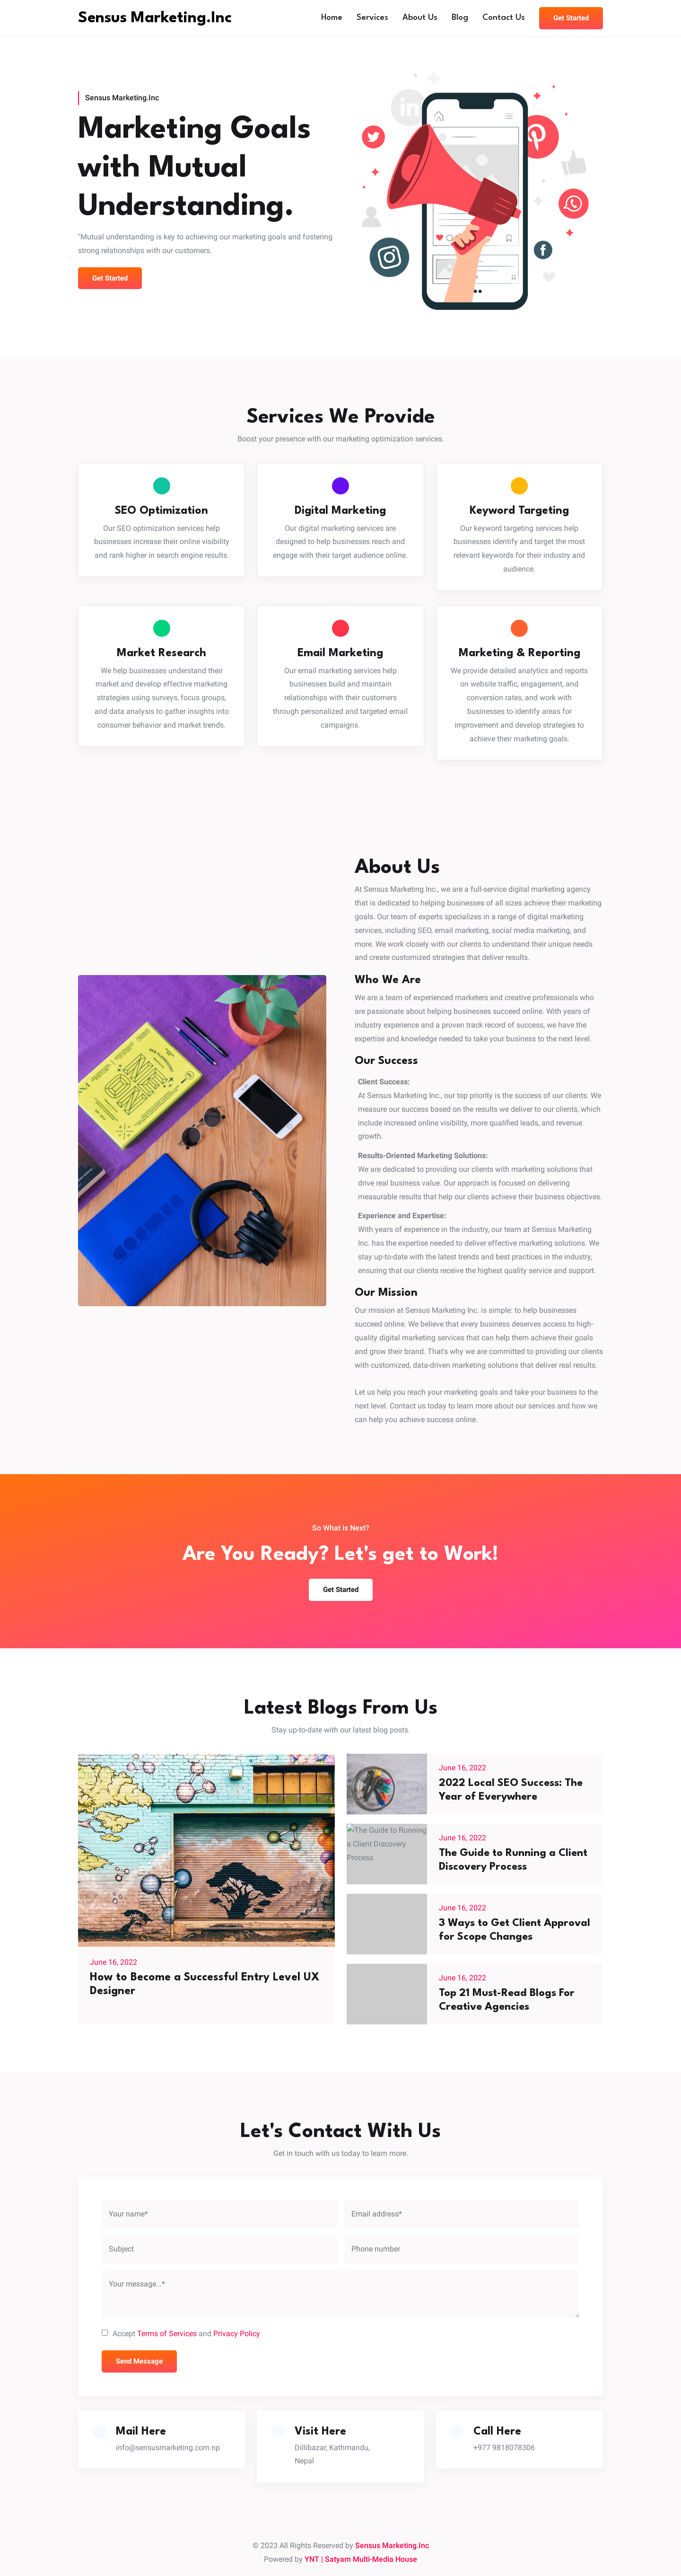 Sensus Marketing.Inc
Home Services About Us Blog Contact Us Get Started
Sensus Marketing.Inc
Marketing Goals
with Mutual
Understanding.
"Mutual understanding is key to achieving our marketing goals and fostering
strong relationships with our customers.
Get Started
Services We Provide
Boost your presence with our marketing optimization services.
SEO Optimization
Our SEO optimization services help
businesses increase their online visibility
and rank higher in search engine results.
Digital Marketing
Our digital marketing services are
designed to help businesses reach and
engage with their target audience online.
Keyword Targeting
Our keyword targeting services help
businesses identify and target the most
relevant keywords for their industry and
audience.
Market Research
We help businesses understand their
market and develop effective marketing
strategies using surveys, focus groups,
and data analysis to gather insights into
consumer behavior and market trends.
Email Marketing
Our email marketing services help
businesses build and maintain
relationships with their customers
through personalized and targeted email
campaigns.
Marketing & Reporting
We provide detailed analytics and reports
on website traffic, engagement, and
conversion rates, and work with
businesses to identify areas for
improvement and develop strategies to
achieve their marketing goals.
About Us
At Sensus Marketing Inc., we are a full-service digital marketing agency
that is dedicated to helping businesses of all sizes achieve their marketing
goals. Our team of experts specializes in a range of digital marketing
services, including SEO, email marketing, social media marketing, and
more. We work closely with our clients to understand their unique needs
and create customized strategies that deliver results.
Who We Are
We are a team of experienced marketers and creative professionals who
are passionate about helping businesses succeed online. With years of
industry experience and a proven track record of success, we have the
expertise and knowledge needed to take your business to the next level.
Our Success
Client Success:
At Sensus Marketing Inc., our top priority is the success of our clients. We
measure our success based on the results we deliver to our clients, which
include increased online visibility, more qualified leads, and revenue
growth.
Results-Oriented Marketing Solutions:
We are dedicated to providing our clients with marketing solutions that
drive real business value. Our approach is focused on delivering
measurable results that help our clients achieve their business objectives.
Experience and Expertise:
With years of experience in the industry, our team at Sensus Marketing
Inc. has the expertise needed to deliver effective marketing solutions. We
stay up-to-date with the latest trends and best practices in the industry,
ensuring that our clients receive the highest quality service and support.
Our Mission
Our mission at Sensus Marketing Inc. is simple: to help businesses
succeed online. We believe that every business deserves access to high-
quality digital marketing services that can help them achieve their goals
and grow their brand. That's why we are committed to providing our clients
with customized, data-driven marketing solutions that deliver real results.
Let us help you reach your marketing goals and take your business to the
next level. Contact us today to learn more about our services and how we
can help you achieve success online.
So What is Next?
Are You Ready? Let's get to Work!
Get Started
Latest Blogs From Us
Stay up-to-date with our latest blog posts.
June 16, 2022
How to Become a Successful Entry Level UX
Designer
June 16, 2022
2022 Local SEO Success: The
Year of Everywhere
The Guide to Running
a Client Discovery
Process
June 16, 2022
The Guide to Running a Client
Discovery Process
June 16, 2022
3 Ways to Get Client Approval
for Scope Changes
June 16, 2022
Top 21 Must-Read Blogs For
Creative Agencies
Let's Contact With Us
Get in touch with us today to learn more.
Your name*
Email address*
Subject
Phone number
Your message...*
Accept Terms of Services and Privacy Policy
Send Message
Mail Here
info@sensusmarketing.com.np
Visit Here
Dillibazar, Kathmandu,
Nepal
Call Here
+977 9818078306
© 2023 All Rights Reserved by Sensus Marketing.Inc
Powered by YNT | Satyam Multi-Media House